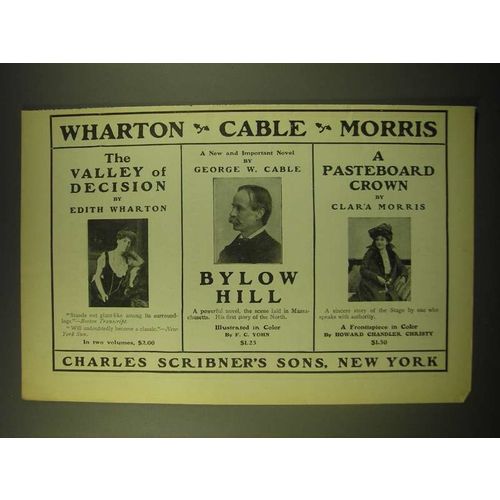 WHARTON CABLE MORRIS
The
VALLEY of
DECISION
BY
EDITH WHARTON
"Stands out giant-like among its surround-
ings."—Boston Transcript.
"Will undoubtedly become a classic."—New
York Sun.
In two volumes, $2.00
A New and Important Novel
BY
GEORGE W. CABLE
BYLOW
HILL
A powerful novel, the scene laid in Massa-
chusetts. His first story of the North.
Illustrated in Color
By F. C. YOHN
$1.25
A
PASTEBOARD
CROWN
BY
CLARA MORRIS
A sincere story of the Stage by one who
speaks with authority.
A Frontispiece in Color
By HOWARD CHANDLER CHRISTY
$1.50
CHARLES SCRIBNER'S SONS, NEW YORK